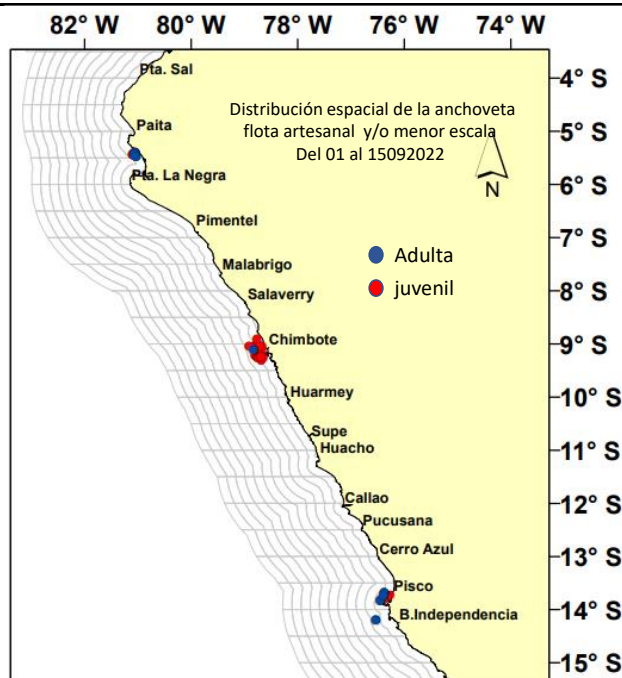 82° W 80° W 78° W 76° W 74° W
Pta. Sal
4° S
Distribución espacial de la anchoveta
flota artesanal y/o menor escala
Del 01 al 15092022
Paita
5° S
Pta. La Negra
6° S
N
Pimentel
7° S
Adulta
Malabrigo
juvenil
8° S
Salaverry
Chimbote
9° S
Huarmey
10° S
Supe
Huacho
11° S
Callao
12° S
Pucusana
Cerro Azul
13° S
Pisco
14° S
B.Independencia
15° S